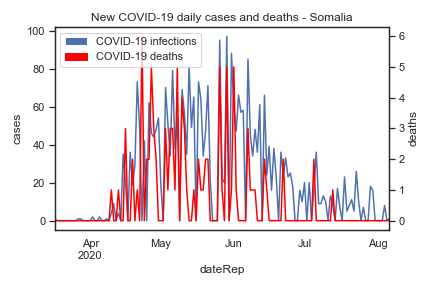 New COVID-19 daily cases and deaths - Somalia
COVID-19 infections
COVID-19 deaths
100
80
60
40
20
0
cases
6
5
4
3
2
1
0
deaths
Apr
2020
May
Jun
Jul
Aug
dateRep